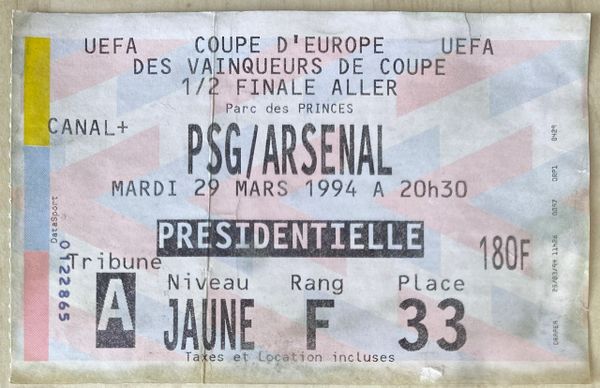 UEFA COUPE D'EUROPE UEFA
DES VAINQUEURS DE COUPE
1/2 FINALE ALLER
Parc des PRINCES
CANAL+
PSG/ARSENAL
MARDI 29 MARS 1994 A 20h30
PRESIDENTIELLE
180F
Tribune Niveau Rang Place
A JAUNE F 33
Taxes et Location incluses
DataSport
0122865